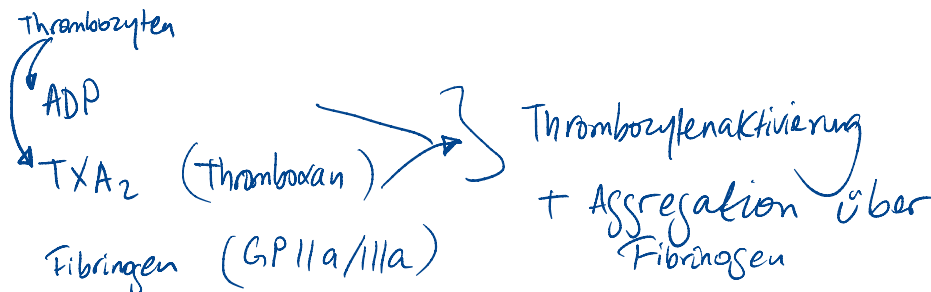 Thrombozyten
ADP
TXA2 (Thromboxan)
Fibringen (GPIIa/IIIa)
Thrombozytenaktivierung
+ Aggregation über
Fibrinogen